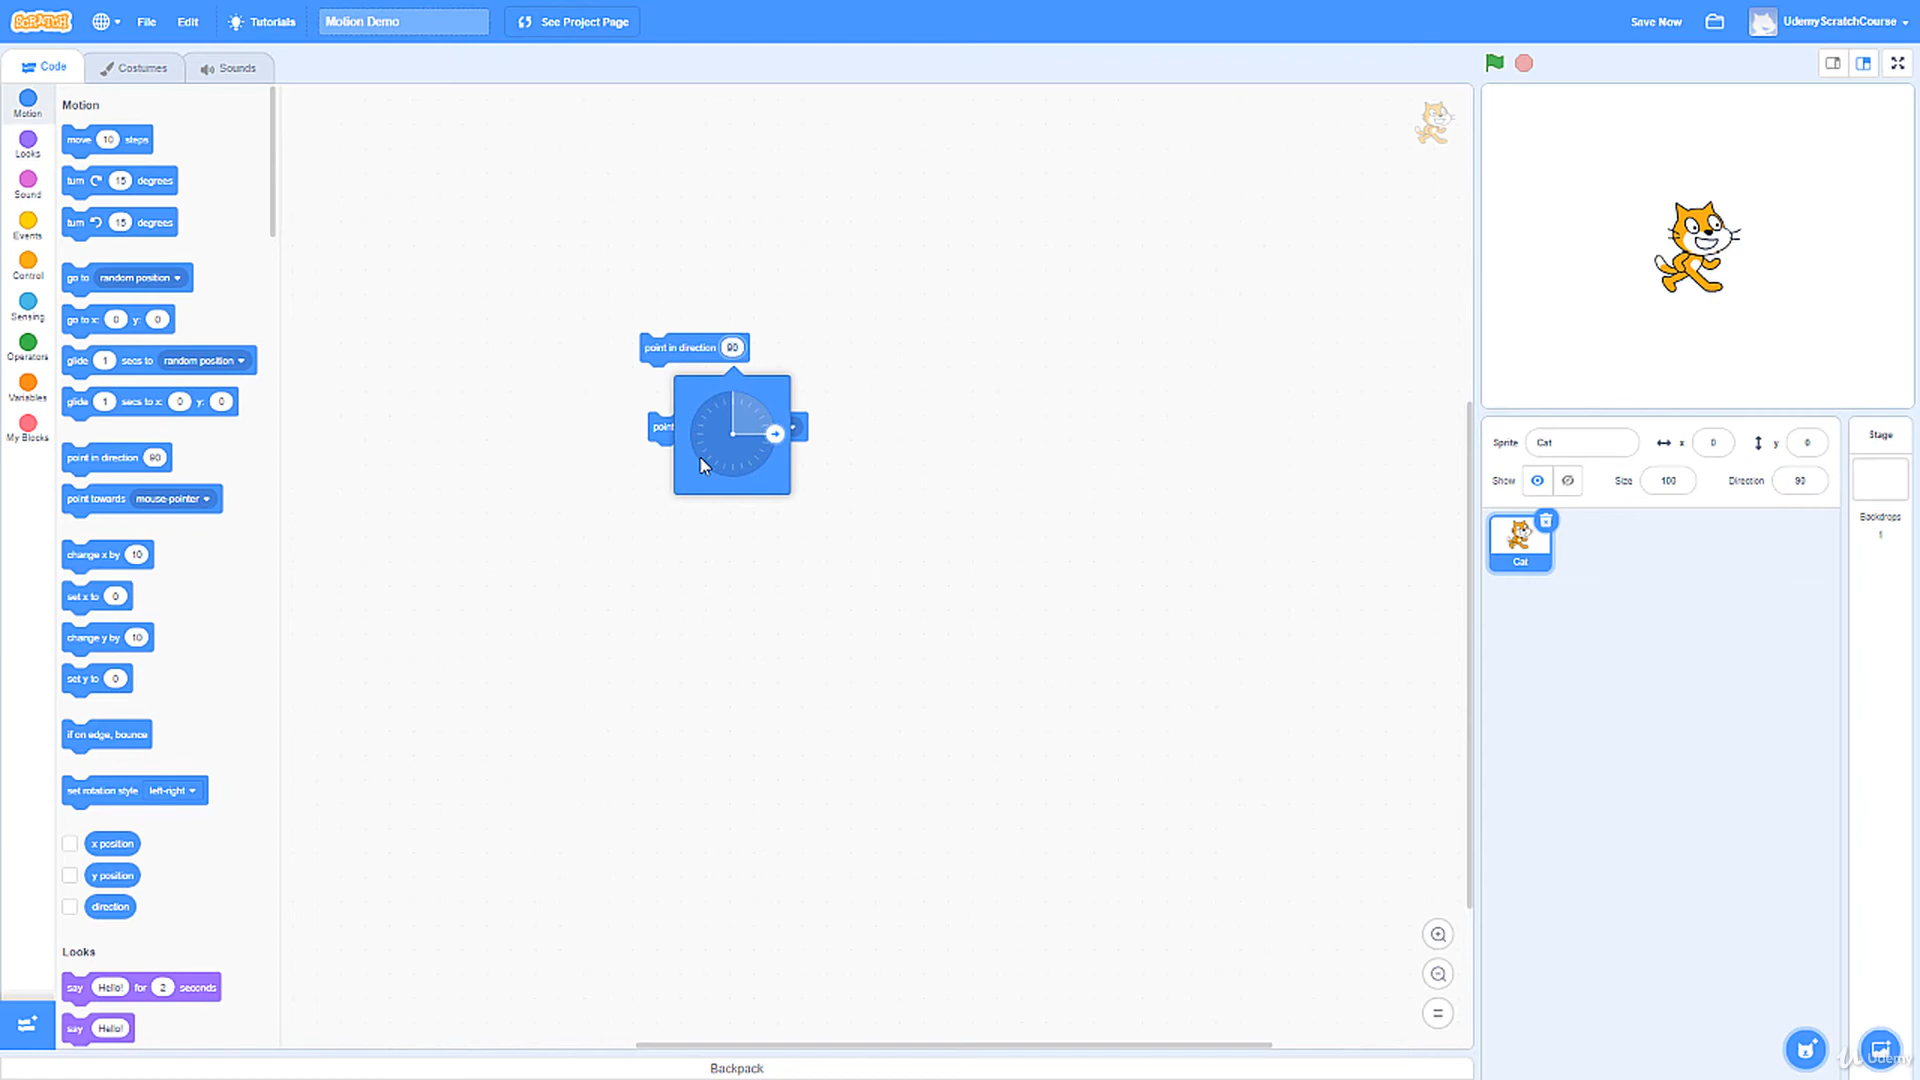 SCRATCH File Edit Tutorials Motion Demo See Project Page Save Now UdemyScratchCourse
Code Costumes Sounds
Motion
Looks
Sound
Events
Control
Sensing
Operators
Variables
My Blocks
Motion
move 10 steps
turn 15 degrees
turn 15 degrees
go to random position
go to x: 0 y: 0
glide 1 secs to random position
glide 1 secs to x: 0 y: 0
point in direction 90
point towards mouse-pointer
change x by 10
set x to 0
change y by 10
set y to 0
if on edge, bounce
set rotation style left-right
x position
y position
direction
Looks
say Hello! for 2 seconds
say Hello!
point in direction 90
point
Backpack
Sprite Cat x 0 y 0
Show Size 100 Direction 90
Cat
Stage
Backdrops
1
Udemy